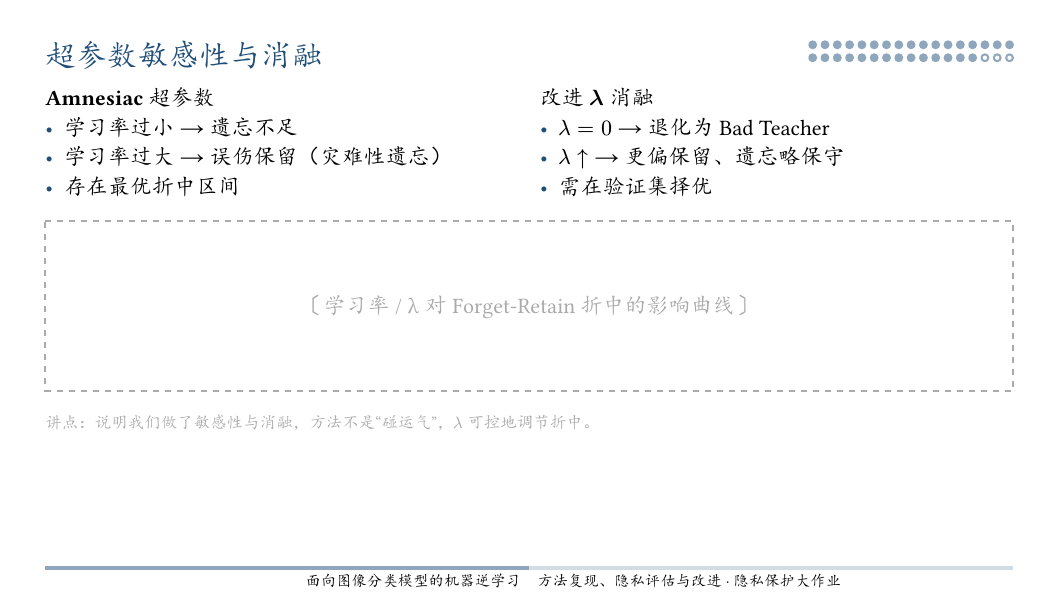 超参数敏感性与消融
Amnesiac 超参数
• 学习率过小 → 遗忘不足
• 学习率过大 → 误伤保留（灾难性遗忘）
• 存在最优折中区间
改进 λ 消融
• λ = 0 → 退化为 Bad Teacher
• λ ↑ → 更偏保留、遗忘略保守
• 需在验证集择优
〔学习率 / λ 对 Forget-Retain 折中的影响曲线〕
讲点：说明我们做了敏感性与消融，方法不是“碰运气”，λ 可控地调节折中。
面向图像分类模型的机器逆学习 方法复现、隐私评估与改进 · 隐私保护大作业